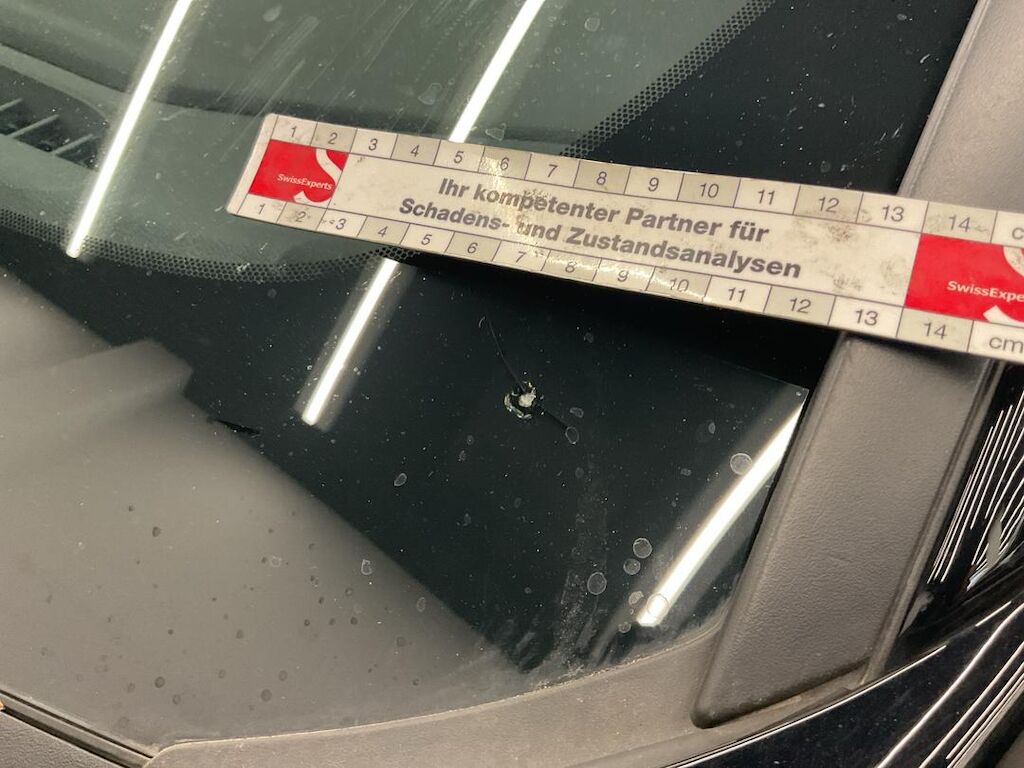 1 2 3 4 5 6 7 8 9 10 11 12 13 14 c
SwissExperts
Ihr kompetenter Partner für
Schadens- und Zustandsanalysen
SwissExper
1 2 3 4 5 6 7 8 9 10 11 12 13 14 cm